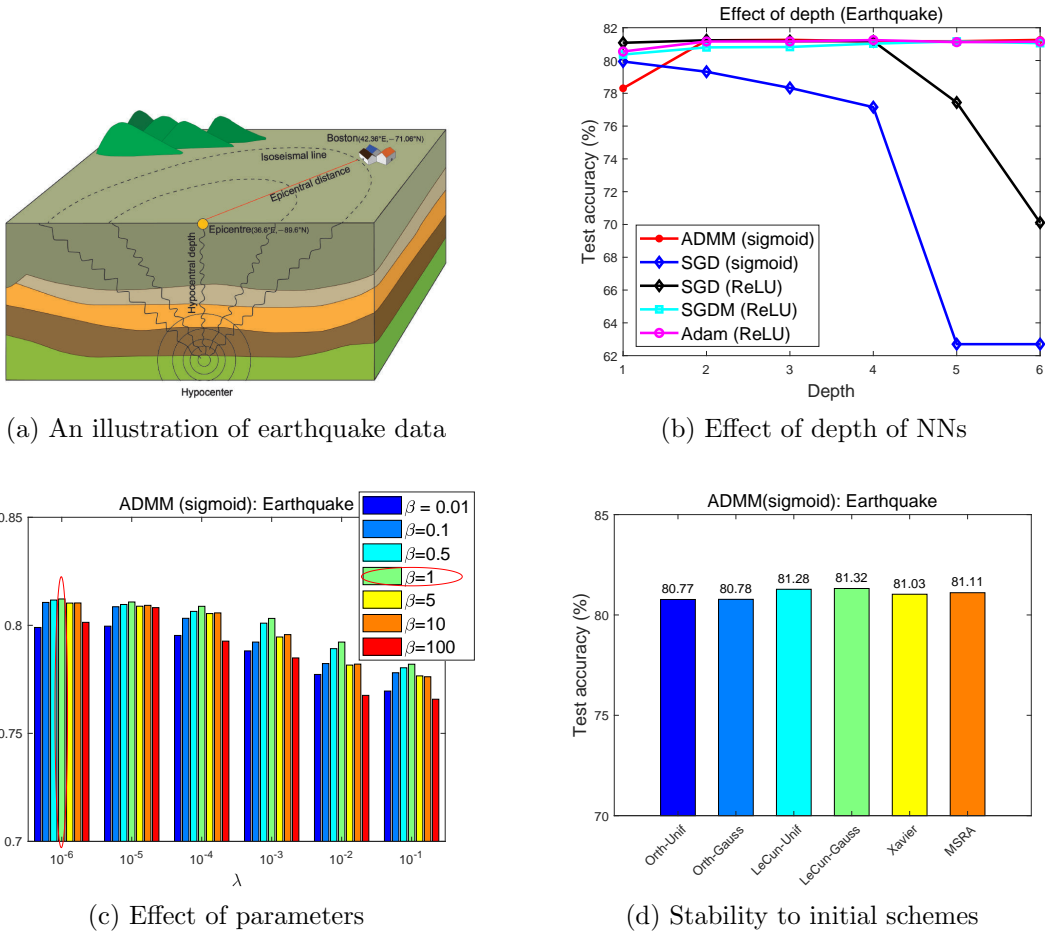 Boston(42.36°E,−71.06°N)
Isoseismal line
Epicentral distance
Epicentre(36.6°E,−89.6°N)
Hypocentral depth
Hypocenter
(a) An illustration of earthquake data
Effect of depth (Earthquake)
82
80
78
76
74
72
70
68
66
64
62
Test accuracy (%)
ADMM (sigmoid)
SGD (sigmoid)
SGD (ReLU)
SGDM (ReLU)
Adam (ReLU)
1 2 3 4 5 6
Depth
(b) Effect of depth of NNs
ADMM (sigmoid): Earthquake
0.85
0.8
0.75
0.7
β = 0.01
β=0.1
β=0.5
β=1
β=5
β=10
β=100
10-6 10-5 10-4 10-3 10-2 10-1
λ
(c) Effect of parameters
ADMM(sigmoid): Earthquake
85
80
75
70
Test accuracy (%)
80.77 80.78 81.28 81.32 81.03 81.11
Orth-Unif Orth-Gauss LeCun-Unif LeCun-Gauss Xavier MSRA
(d) Stability to initial schemes